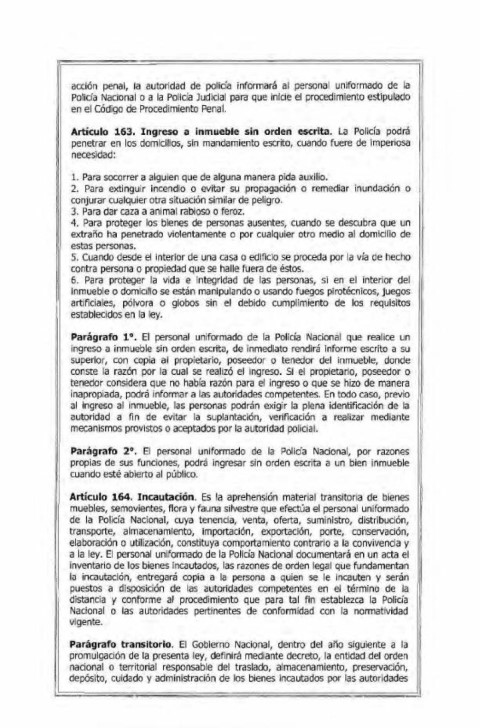 acción penal, la autoridad de policía informará al personal uniformado de la
Policía Nacional o a la Policía Judicial para que inicie el procedimiento estipulado
en el Código de Procedimiento Penal.
Artículo 163. Ingreso a inmueble sin orden escrita. La Policía podrá
penetrar en los domicilios, sin mandamiento escrito, cuando fuere de imperiosa
necesidad:
1. Para socorrer a alguien que de alguna manera pida auxilio.
2. Para extinguir incendio o evitar su propagación o remediar inundación o
conjurar cualquier otra situación similar de peligro.
3. Para dar caza a animal rabioso o feroz.
4. Para proteger los bienes de personas ausentes, cuando se descubra que un
extraño ha penetrado violentamente o por cualquier otro medio al domicilio de
estas personas.
5. Cuando desde el interior de una casa o edificio se proceda por la vía de hecho
contra persona o propiedad que se halle fuera de éstos.
6. Para proteger la vida e integridad de las personas, si en el interior del
inmueble o domicilio se están manipulando o usando fuegos pirotécnicos, juegos
artificiales, pólvora o globos sin el debido cumplimiento de los requisitos
establecidos en la ley.
Parágrafo 1°. El personal uniformado de la Policía Nacional que realice un
ingreso a inmueble sin orden escrita, de inmediato rendirá informe escrito a su
superior, con copia al propietario, poseedor o tenedor del inmueble, donde
conste la razón por la cual se realizó el ingreso. Si el propietario, poseedor o
tenedor considera que no había razón para el ingreso o que se hizo de manera
inapropiada, podrá informar a las autoridades competentes. En todo caso, previo
al ingreso al inmueble, las personas podrán exigir la plena identificación de la
autoridad a fin de evitar la suplantación, verificación a realizar mediante
mecanismos provistos o aceptados por la autoridad policial.
Parágrafo 2°. El personal uniformado de la Policía Nacional, por razones
propias de sus funciones, podrá ingresar sin orden escrita a un bien inmueble
cuando esté abierto al público.
Artículo 164. Incautación. Es la aprehensión material transitoria de bienes
muebles, semovientes, flora y fauna silvestre que efectúa el personal uniformado
de la Policía Nacional, cuya tenencia, venta, oferta, suministro, distribución,
transporte, almacenamiento, importación, exportación, porte, conservación,
elaboración o utilización, constituya comportamiento contrario a la convivencia y
a la ley. El personal uniformado de la Policía Nacional documentará en un acta el
inventario de los bienes incautados, las razones de orden legal que fundamentan
la incautación, entregará copia a la persona a quien se le incauten y serán
puestos a disposición de las autoridades competentes en el término de la
distancia y conforme al procedimiento que para tal fin establezca la Policía
Nacional o las autoridades pertinentes de conformidad con la normatividad
vigente.
Parágrafo transitorio. El Gobierno Nacional, dentro del año siguiente a la
promulgación de la presente ley, definirá mediante decreto, la entidad del orden
nacional o territorial responsable del traslado, almacenamiento, preservación,
depósito, cuidado y administración de los bienes incautados por las autoridades